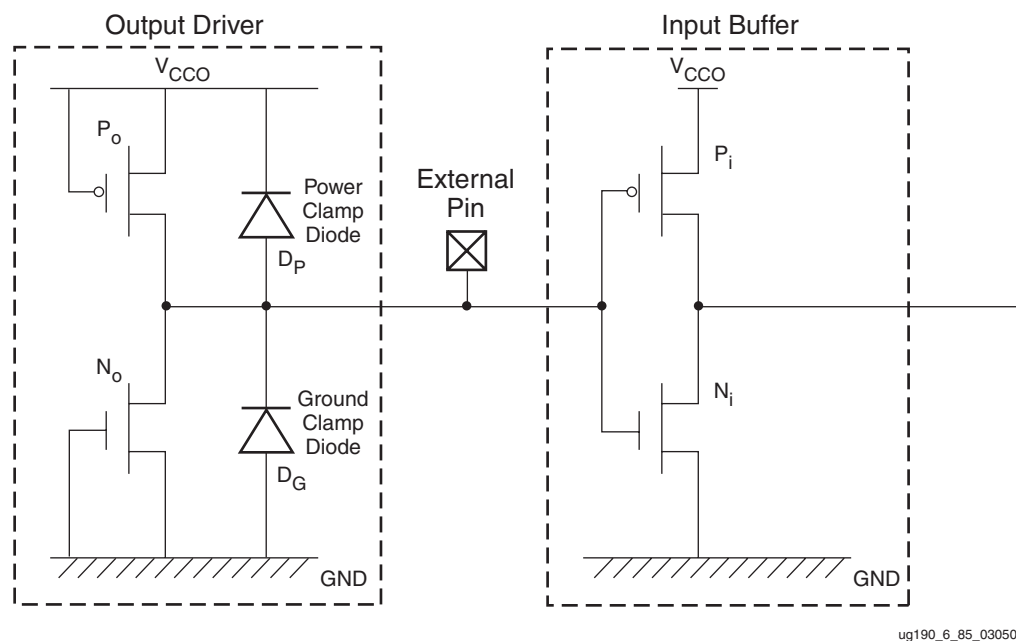 Output Driver
Input Buffer
VCCO
Po
Power
Clamp
Diode
DP
External
Pin
VCCO
Pi
No
Ground
Clamp
Diode
DG
Ni
GND
GND
ug190_6_85_03050